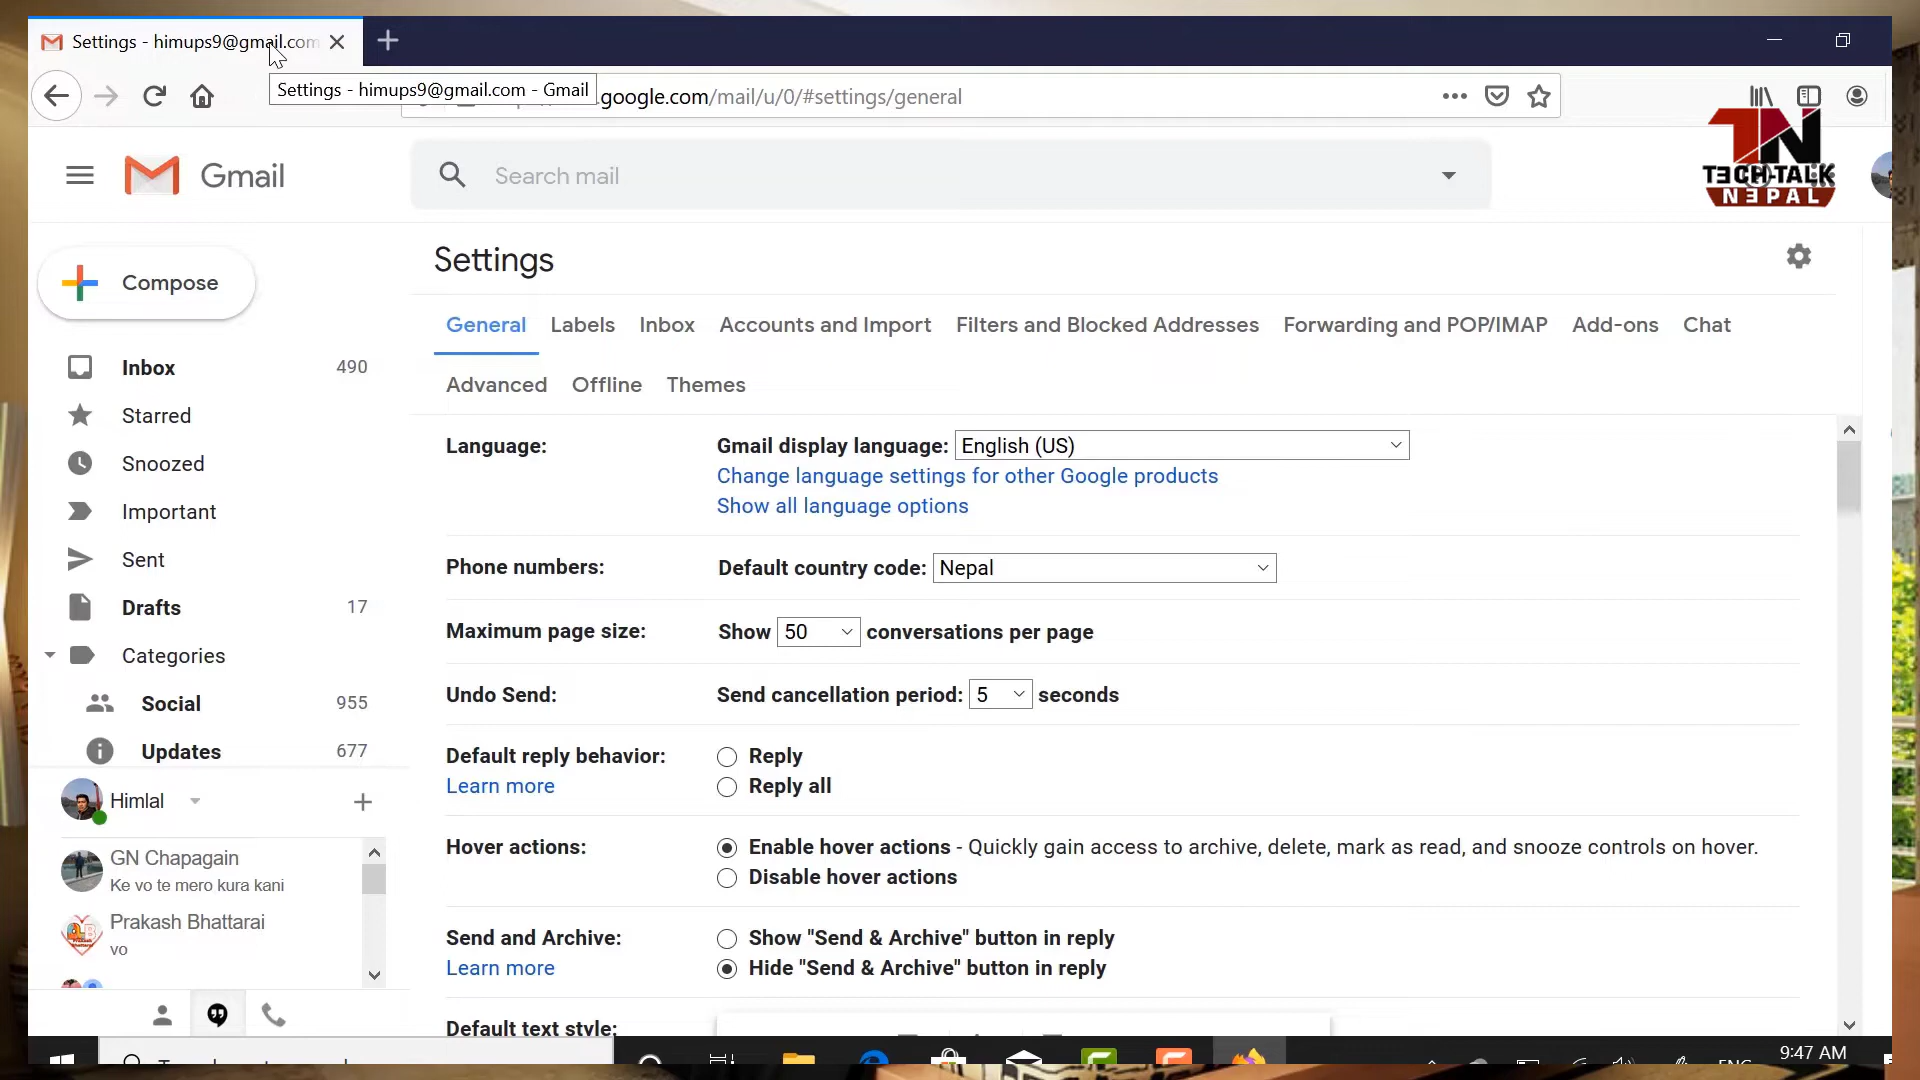 Settings - himups9@gmail.com
Settings - himups9@gmail.com - Gmail
.google.com/mail/u/0/#settings/general
TN
TECH-TALK
NEPAL
Gmail
Search mail
Compose
Settings
General Labels Inbox Accounts and Import Filters and Blocked Addresses Forwarding and POP/IMAP Add-ons Chat
Advanced Offline Themes
Inbox 490
Starred
Snoozed
Important
Sent
Drafts 17
Categories
Social 955
Updates 677
Himlal
GN Chapagain
Ke vo te mero kura kani
Prakash Bhattarai
vo
Language: Gmail display language: English (US)
Change language settings for other Google products
Show all language options
Phone numbers: Default country code: Nepal
Maximum page size: Show 50 conversations per page
Undo Send: Send cancellation period: 5 seconds
Default reply behavior: Reply
Learn more Reply all
Hover actions: Enable hover actions - Quickly gain access to archive, delete, mark as read, and snooze controls on hover.
Disable hover actions
Send and Archive: Show "Send & Archive" button in reply
Learn more Hide "Send & Archive" button in reply
Default text style:
ENG
9:47 AM